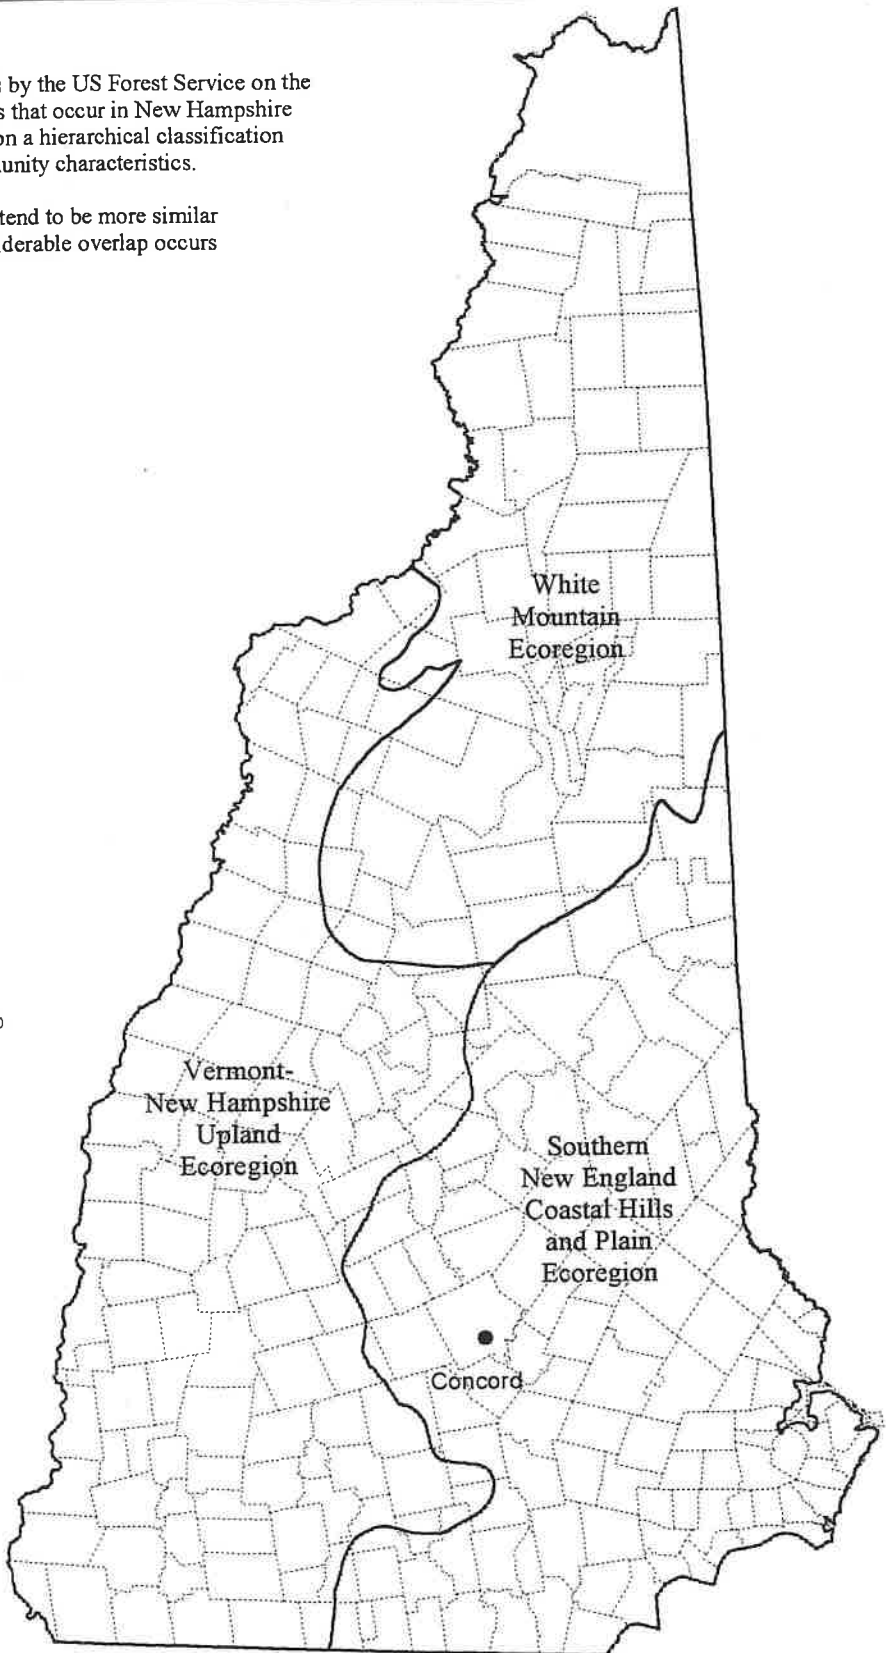 by the US Forest Service on the
s that occur in New Hampshire
on a hierarchical classification
unity characteristics.
tend to be more similar
derable overlap occurs
White
Mountain
Ecoregion
Vermont-
New Hampshire
Upland
Ecoregion
Southern
New England
Coastal Hills
and Plain
Ecoregion
Concord